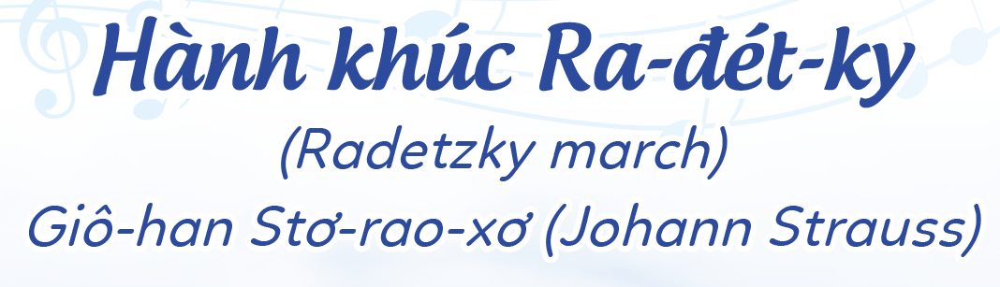 Hành khúc Ra-đét-ky
(Radetzky march)
Giô-han Stơ-rao-xơ (Johann Strauss)